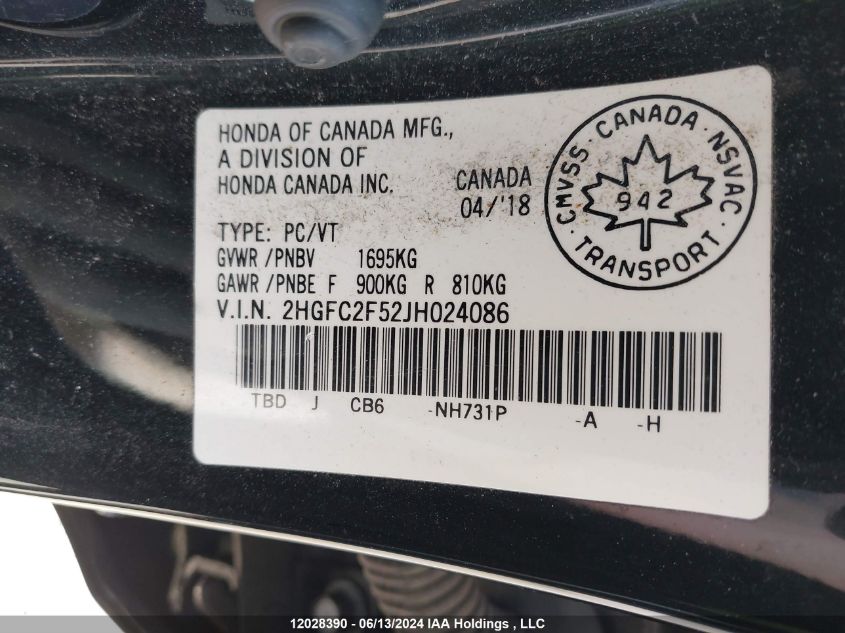 HONDA OF CANADA MFG.,
A DIVISION OF
HONDA CANADA INC.
CANADA
04/'18
TYPE: PC/VT
GVWR /PNBV 1695KG
GAWR /PNBE F 900KG R 810KG
V.I.N. 2HGFC2F52JH024086
TBD J CB6 -NH731P -A -H
CMVSS · CANADA · NSVAC · TRANSPORT ·
942
12028390 - 06/13/2024 IAA Holdings , LLC